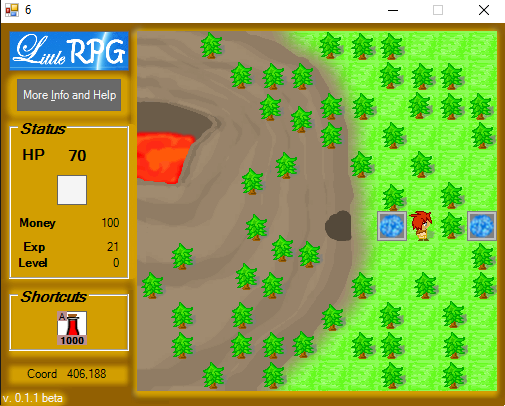 6
Little RPG
More Info and Help
Status
HP 70
Money 100
Exp 21
Level 0
Shortcuts
A
1000
Coord 406,188
v. 0.1.1 beta